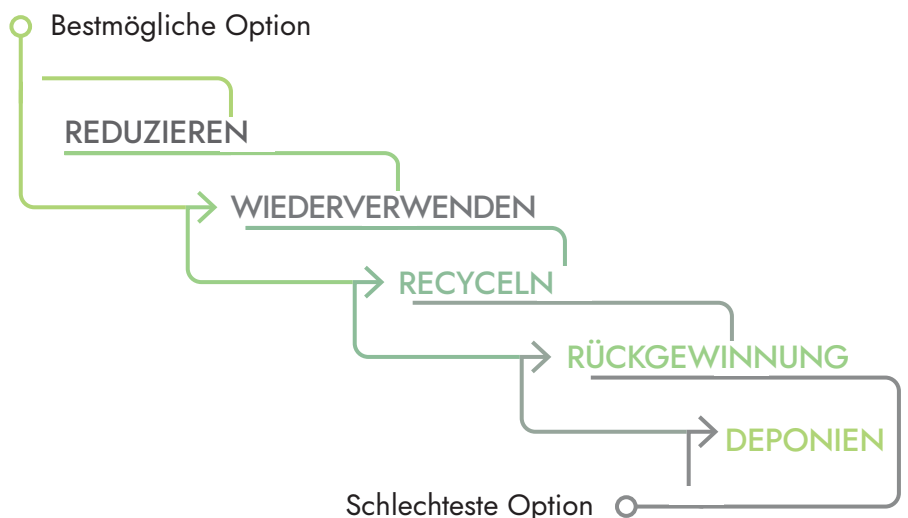 Bestmögliche Option
REDUZIEREN
WIEDERVERWENDEN
RECYCELN
RÜCKGEWINNUNG
DEPONIEN
Schlechteste Option